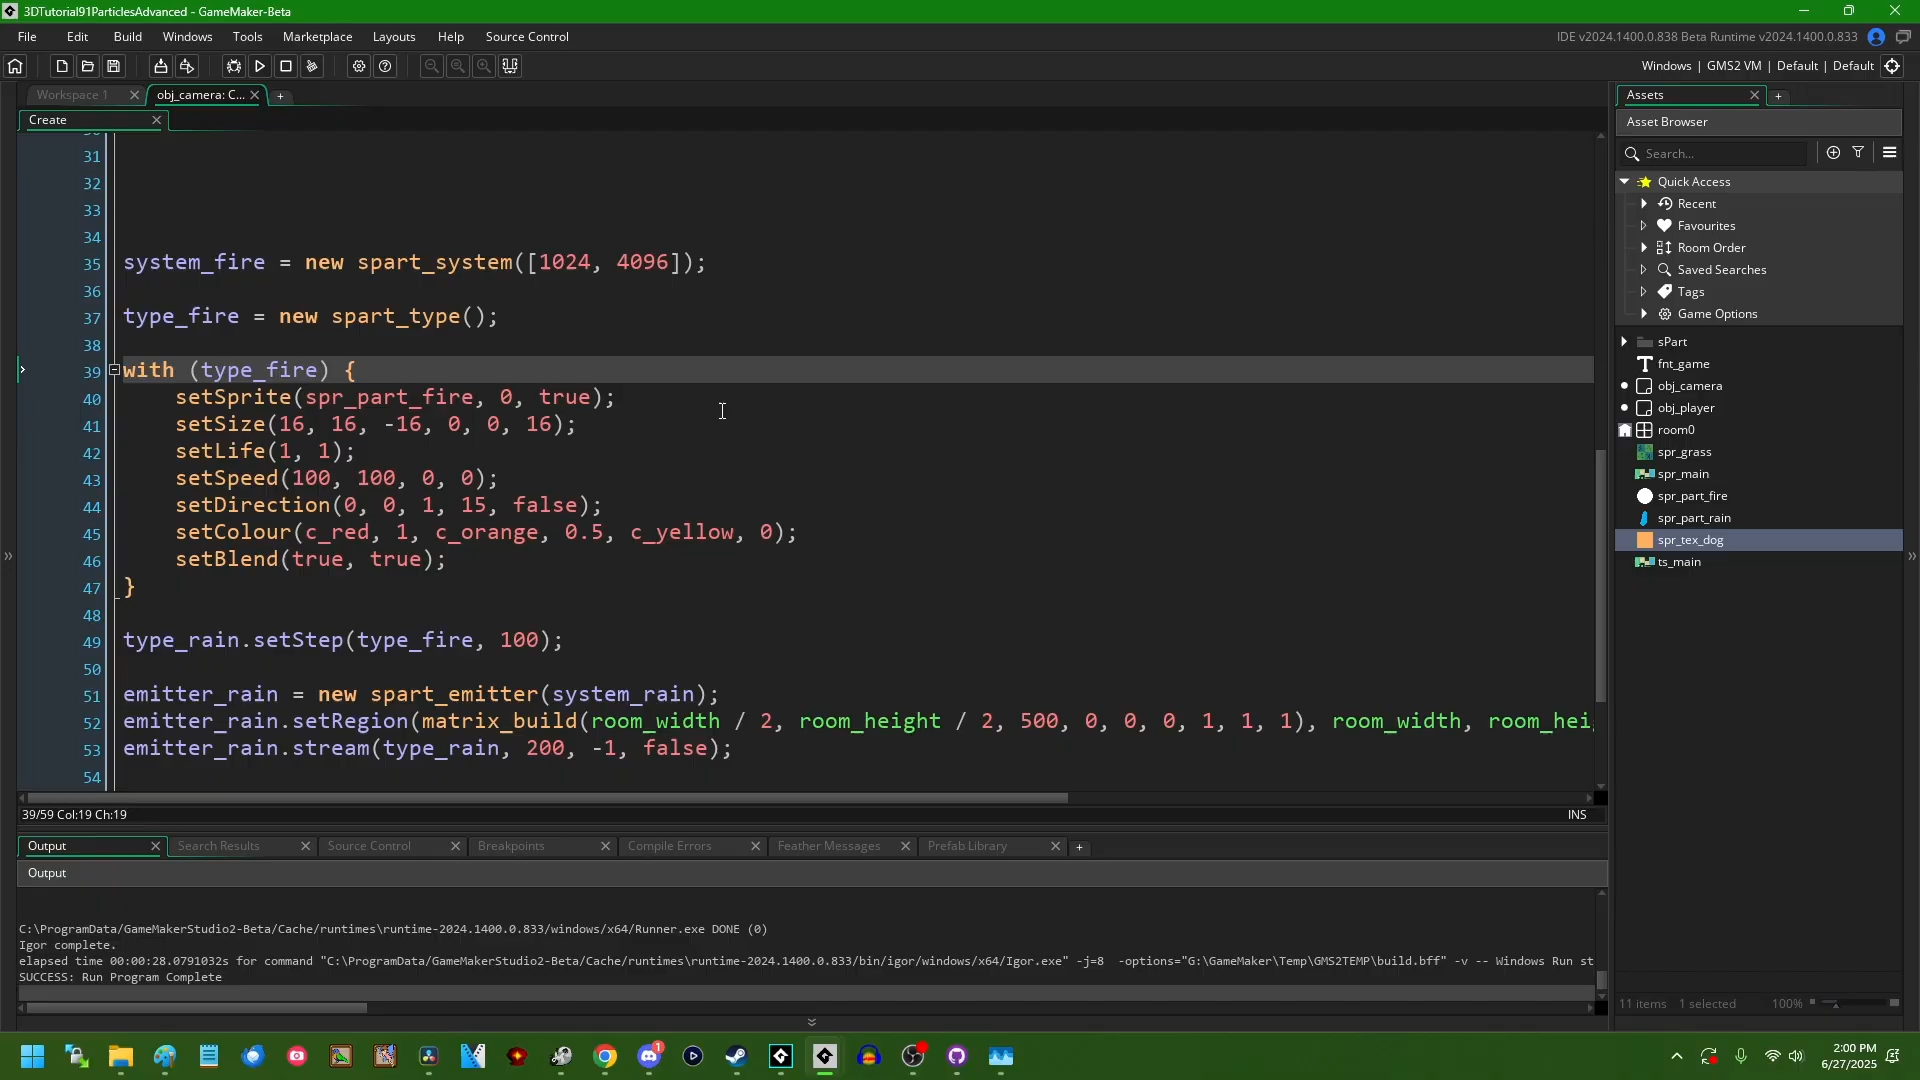 3DTutorial91ParticlesAdvanced - GameMaker-Beta
File Edit Build Windows Tools Marketplace Layouts Help Source Control
IDE v2024.1400.0.838 Beta Runtime v2024.1400.0.833
Windows | GMS2 VM | Default | Default
Workspace 1
obj_camera: C...
Create
31
32
33
34
35 system_fire = new spart_system([1024, 4096]);
36
37 type_fire = new spart_type();
38
39 with (type_fire) {
40 setSprite(spr_part_fire, 0, true);
41 setSize(16, 16, -16, 0, 0, 16);
42 setLife(1, 1);
43 setSpeed(100, 100, 0, 0);
44 setDirection(0, 0, 1, 15, false);
45 setColour(c_red, 1, c_orange, 0.5, c_yellow, 0);
46 setBlend(true, true);
47 }
48
49 type_rain.setStep(type_fire, 100);
50
51 emitter_rain = new spart_emitter(system_rain);
52 emitter_rain.setRegion(matrix_build(room_width / 2, room_height / 2, 500, 0, 0, 0, 1, 1, 1), room_width, room_hei
53 emitter_rain.stream(type_rain, 200, -1, false);
54
39/59 Col:19 Ch:19
INS
Output Search Results Source Control Breakpoints Compile Errors Feather Messages Prefab Library
Output
C:\ProgramData/GameMakerStudio2-Beta/Cache/runtimes\runtime-2024.1400.0.833/windows/x64/Runner.exe DONE (0)
Igor complete.
elapsed time 00:00:28.0791032s for command "C:\ProgramData/GameMakerStudio2-Beta/Cache/runtimes\runtime-2024.1400.0.833/bin/igor/windows/x64/Igor.exe" -j=8 -options="G:\GameMaker\Temp\GMS2TEMP\build.bff" -v -- Windows Run st
SUCCESS: Run Program Complete
Assets
Asset Browser
Search...
Quick Access
Recent
Favourites
Room Order
Saved Searches
Tags
Game Options
sPart
fnt_game
obj_camera
obj_player
room0
spr_grass
spr_main
spr_part_fire
spr_part_rain
spr_tex_dog
ts_main
11 items 1 selected 100%
1
2:00 PM
6/27/2025